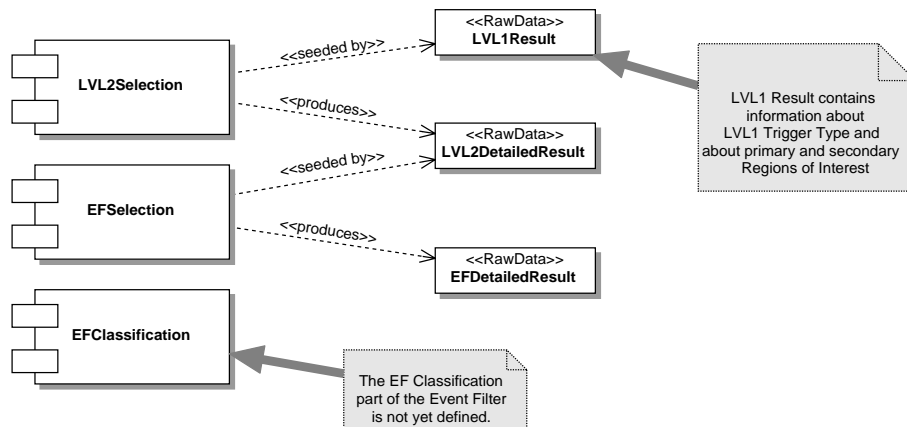 <<RawData>>
LVL1Result
<<seeded by>>
LVL2Selection
<<produces>>
LVL1 Result contains
information about
LVL1 Trigger Type and
about primary and secondary
Regions of Interest
<<RawData>>
LVL2DetailedResult
<<seeded by>>
EFSelection
<<produces>>
<<RawData>>
EFDetailedResult
EFClassification
The EF Classification
part of the Event Filter
is not yet defined.